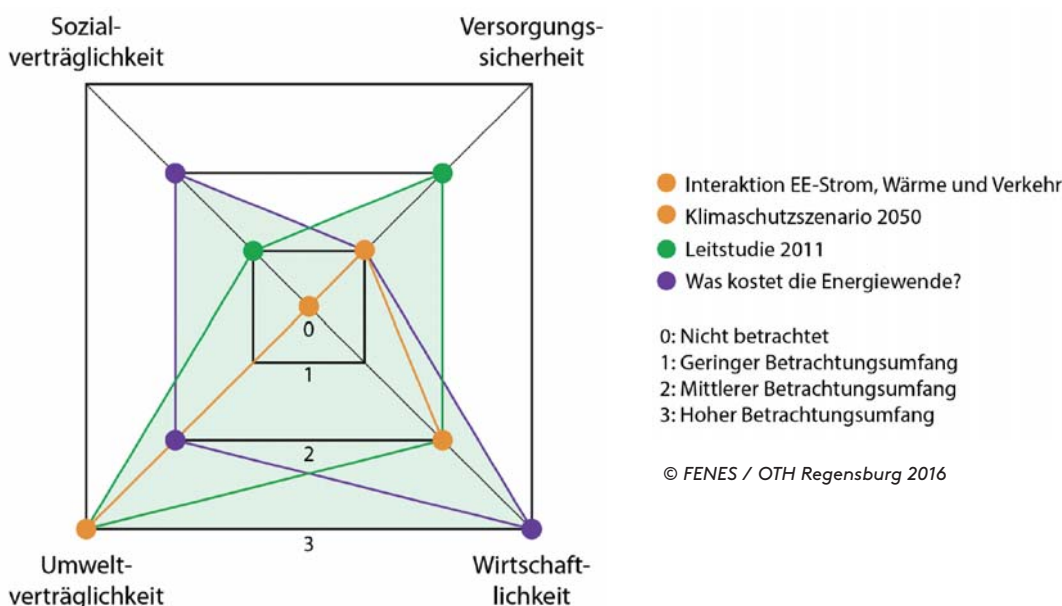 Sozial-
verträglichkeit
Versorgungs-
sicherheit
0
1
2
3
Umwelt-
verträglichkeit
Wirtschaft-
lichkeit
Interaktion EE-Strom, Wärme und Verkehr
Klimaschutzszenario 2050
Leitstudie 2011
Was kostet die Energiewende?
0: Nicht betrachtet
1: Geringer Betrachtungsumfang
2: Mittlerer Betrachtungsumfang
3: Hoher Betrachtungsumfang
© FENES / OTH Regensburg 2016